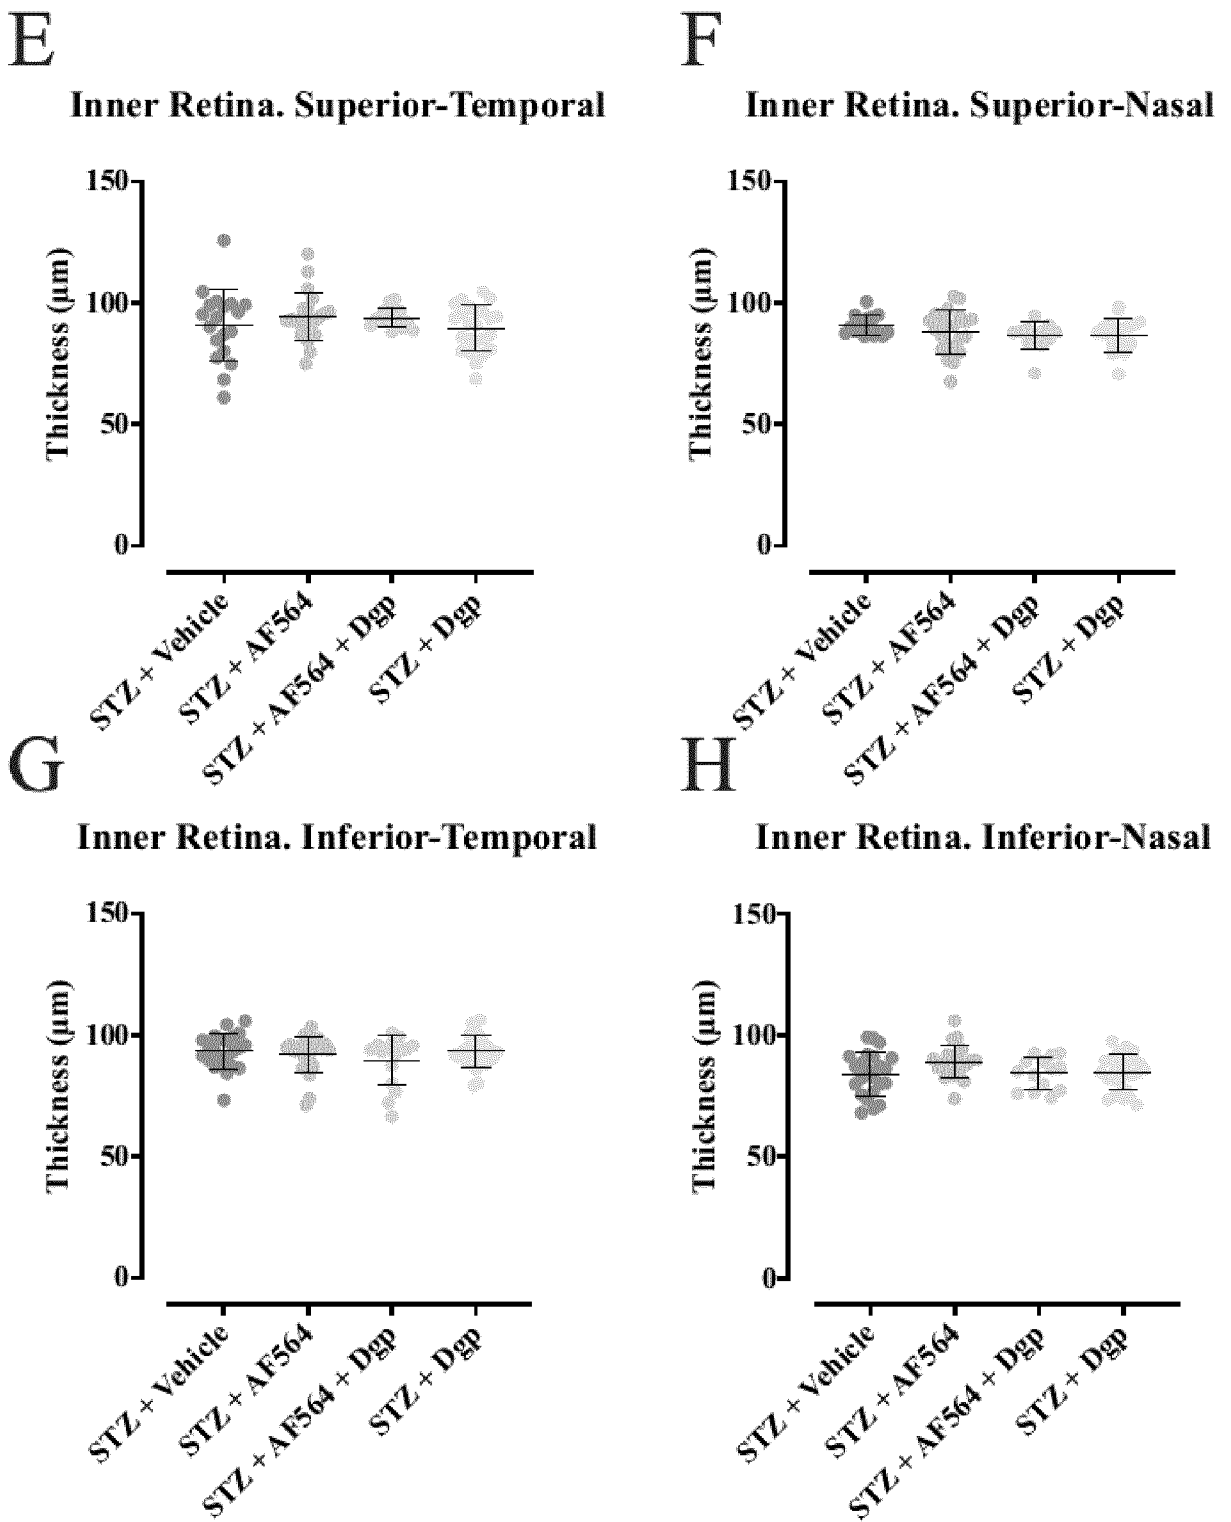 E
Inner Retina. Superior-Temporal
Thickness (µm)
150
100
50
0
STZ + Vehicle
STZ + AF564
STZ + AF564 + Dgp
STZ + Dgp
F
Inner Retina. Superior-Nasal
Thickness (µm)
150
100
50
0
STZ + Vehicle
STZ + AF564
STZ + AF564 + Dgp
STZ + Dgp
G
Inner Retina. Inferior-Temporal
Thickness (µm)
150
100
50
0
STZ + Vehicle
STZ + AF564
STZ + AF564 + Dgp
STZ + Dgp
H
Inner Retina. Inferior-Nasal
Thickness (µm)
150
100
50
0
STZ + Vehicle
STZ + AF564
STZ + AF564 + Dgp
STZ + Dgp